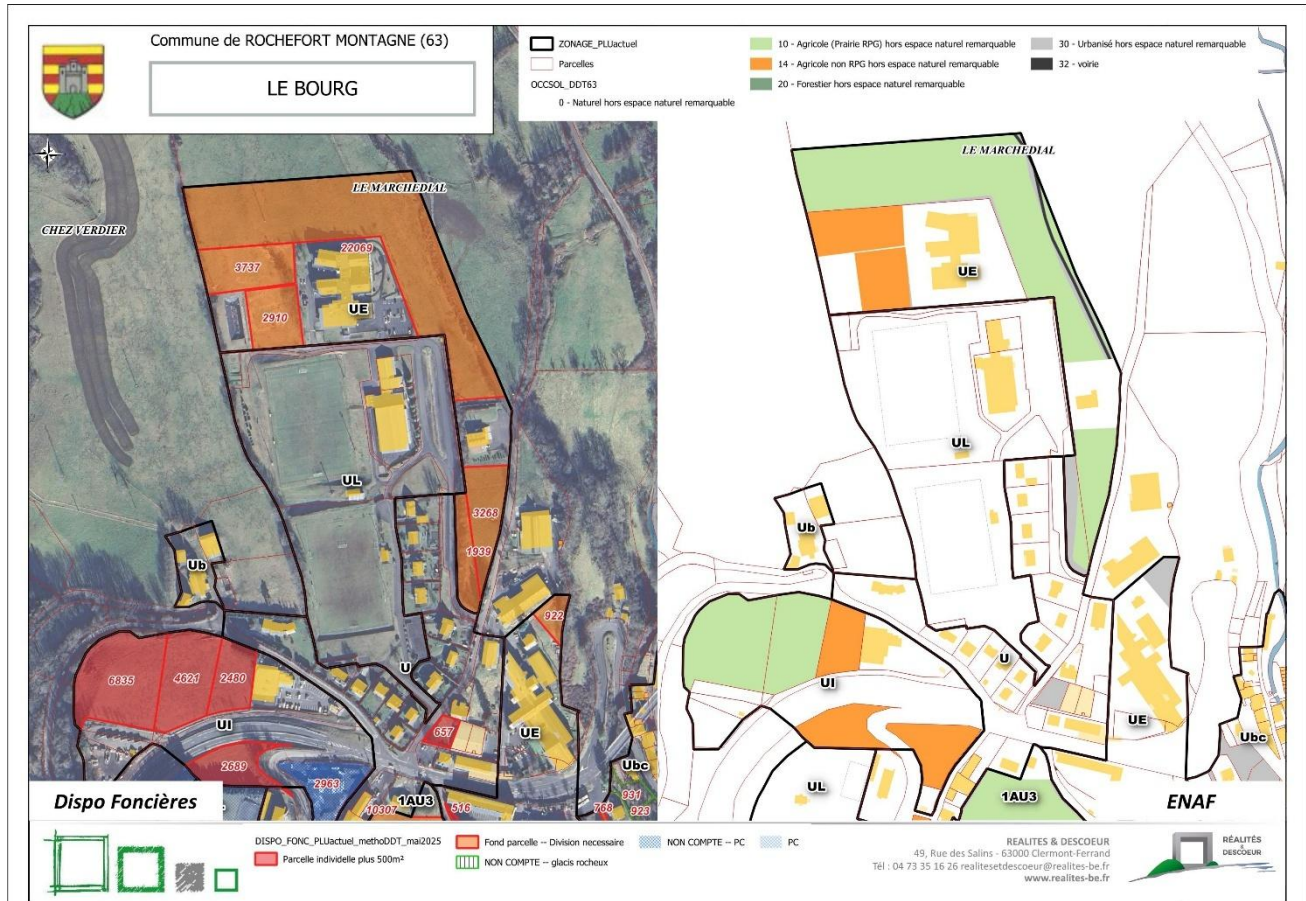 Commune de ROCHEFORT MONTAGNE (63)
LE BOURG
ZONAGE_PLUactuel
Parcelles
OCCSOL_DDT63
0 - Naturel hors espace naturel remarquable
10 - Agricole (Prairie RPG) hors espace naturel remarquable
14 - Agricole non RPG hors espace naturel remarquable
20 - Forestier hors espace naturel remarquable
30 - Urbanisé hors espace naturel remarquable
32 - voirie
LE MARCHEDIAL
CHEZ VERDIER
22069
3737
UE
2910
UL
3268
1939
Ub
922
6835
4621
2480
U
UI
657
UE
2689
2963
Ubc
931
923
768
10307
1AU3
516
Dispo Foncières
LE MARCHEDIAL
UE
UL
Ub
U
UI
UE
Ubc
UL
1AU3
ENAF
DISPO_FONC_PLUactuel_methoDDT_mai2025
Parcelle individelle plus 500m²
Fond parcelle -- Division necessaire
NON COMPTE -- glacis rocheux
NON COMPTE -- PC
PC
REALITES & DESCOEUR
49, Rue des Salins - 63000 Clermont-Ferrand
Tél : 04 73 35 16 26 realitesetdescoeur@realites-be.fr
www.realites-be.fr
RÉALITÉS
&
DESCOEUR